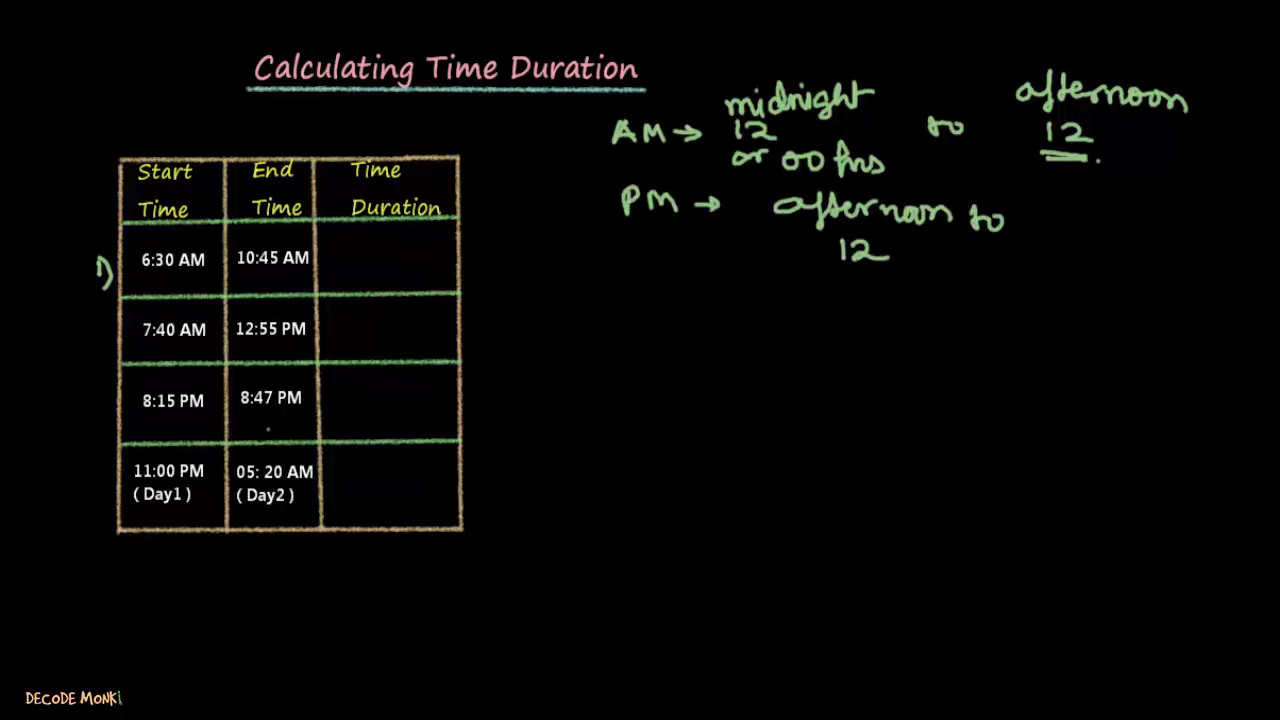 Calculating Time Duration
AM → midnight 12 or 00 hrs to afternoon 12
PM → afternoon to 12
Start Time End Time Time Duration
1) 6:30 AM 10:45 AM
7:40 AM 12:55 PM
8:15 PM 8:47 PM
11:00 PM 05: 20 AM
( Day1 ) ( Day2 )
DECODE MONKI